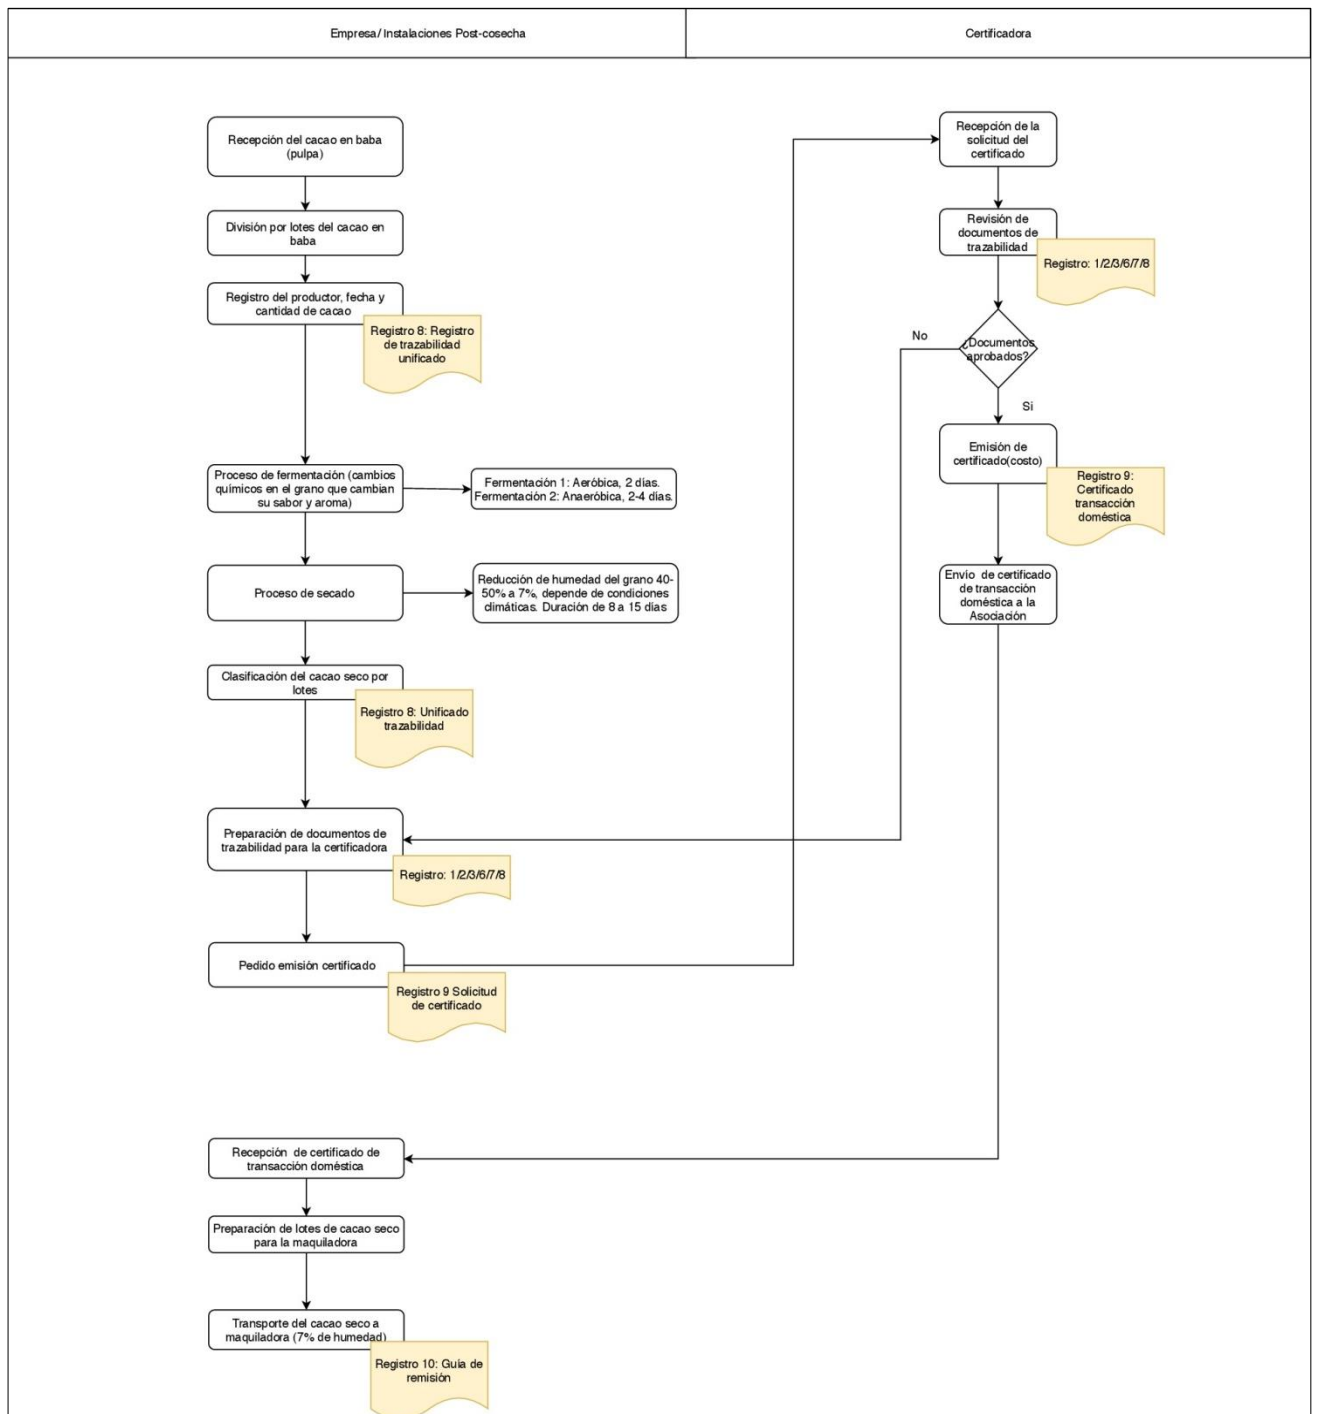 Empresa/ Instalaciones Post-cosecha
Certificadora
Recepción del cacao en baba
(pulpa)
División por lotes del cacao en
baba
Registro del productor, fecha y
cantidad de cacao
Registro 8: Registro
de trazabilidad
unificado
Proceso de fermentación (cambios
químicos en el grano que cambian
su sabor y aroma)
Fermentación 1: Aeróbica, 2 días.
Fermentación 2: Anaeróbica, 2-4 días.
Proceso de secado
Reducción de humedad del grano 40-
50% a 7%, depende de condiciones
climáticas. Duración de 8 a 15 días
Clasificación del cacao seco por
lotes
Registro 8: Unificado
trazabilidad
Preparación de documentos de
trazabilidad para la certificadora
Registro: 1/2/3/6/7/8
Pedido emisión certificado
Registro 9 Solicitud
de certificado
Recepción de la
solicitud del
certificado
Revisión de
documentos de
trazabilidad
Registro: 1/2/3/6/7/8
No
¿Documentos
aprobados?
Si
Emisión de
certificado(costo)
Registro 9:
Certificado
transacción
doméstica
Envío de certificado
de transacción
doméstica a la
Asociación
Recepción de certificado de
transacción doméstica
Preparación de lotes de cacao seco
para la maquiladora
Transporte del cacao seco a
maquiladora (7% de humedad)
Registro 10: Guía de
remisión